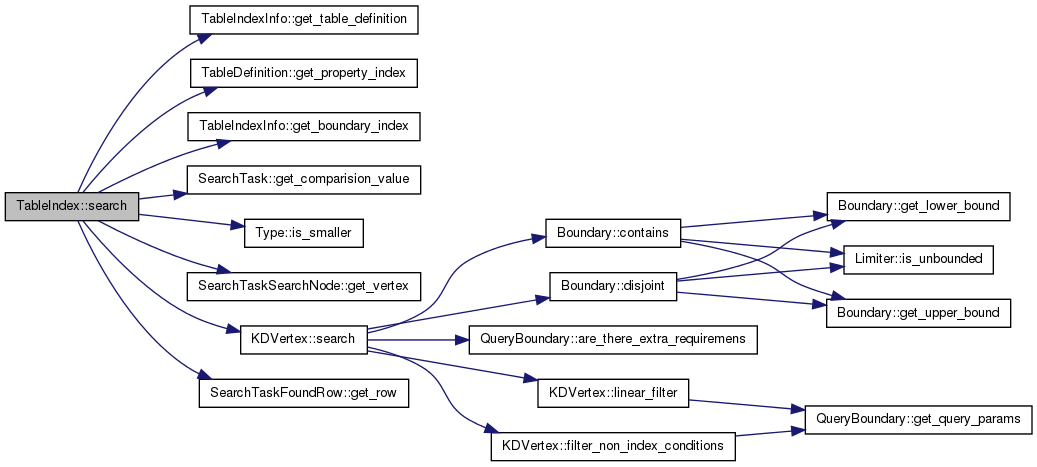 TableIndexInfo::get_table_definition
TableDefinition::get_property_index
TableIndexInfo::get_boundary_index
SearchTask::get_comparision_value
TableIndex::search
Type::is_smaller
SearchTaskSearchNode::get_vertex
KDVertex::search
SearchTaskFoundRow::get_row
Boundary::contains
Boundary::disjoint
QueryBoundary::are_there_extra_requiremens
KDVertex::linear_filter
KDVertex::filter_non_index_conditions
Boundary::get_lower_bound
Limiter::is_unbounded
Boundary::get_upper_bound
QueryBoundary::get_query_params